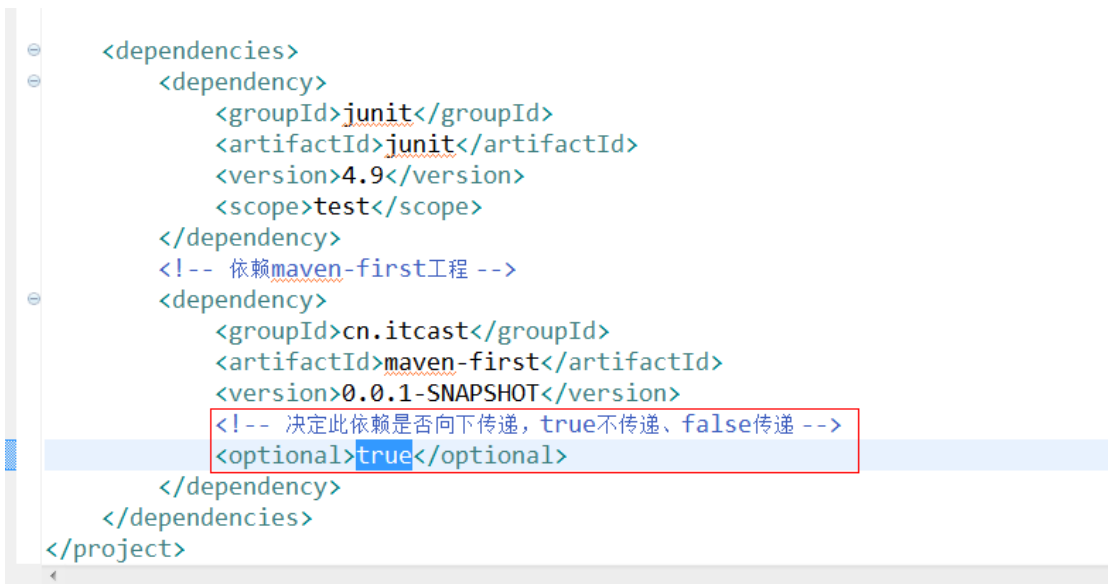 <dependencies>
<dependency>
<groupId>junit</groupId>
<artifactId>junit</artifactId>
<version>4.9</version>
<scope>test</scope>
</dependency>
<!-- 依赖maven-first工程 -->
<dependency>
<groupId>cn.itcast</groupId>
<artifactId>maven-first</artifactId>
<version>0.0.1-SNAPSHOT</version>
<!-- 决定此依赖是否向下传递，true不传递、false传递 -->
<optional>true</optional>
</dependency>
</dependencies>
</project>